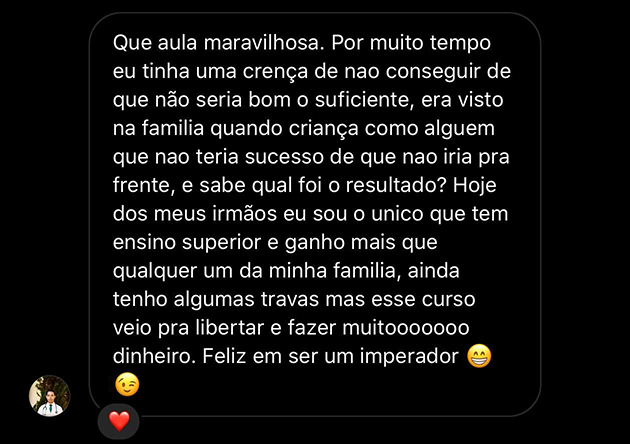 Que aula maravilhosa. Por muito tempo
eu tinha uma crença de nao conseguir de
que não seria bom o suficiente, era visto
na familia quando criança como alguem
que nao teria sucesso de que nao iria pra
frente, e sabe qual foi o resultado? Hoje
dos meus irmãos eu sou o unico que tem
ensino superior e ganho mais que
qualquer um da minha familia, ainda
tenho algumas travas mas esse curso
veio pra libertar e fazer muitooooooo
dinheiro. Feliz em ser um imperador 😁
😉